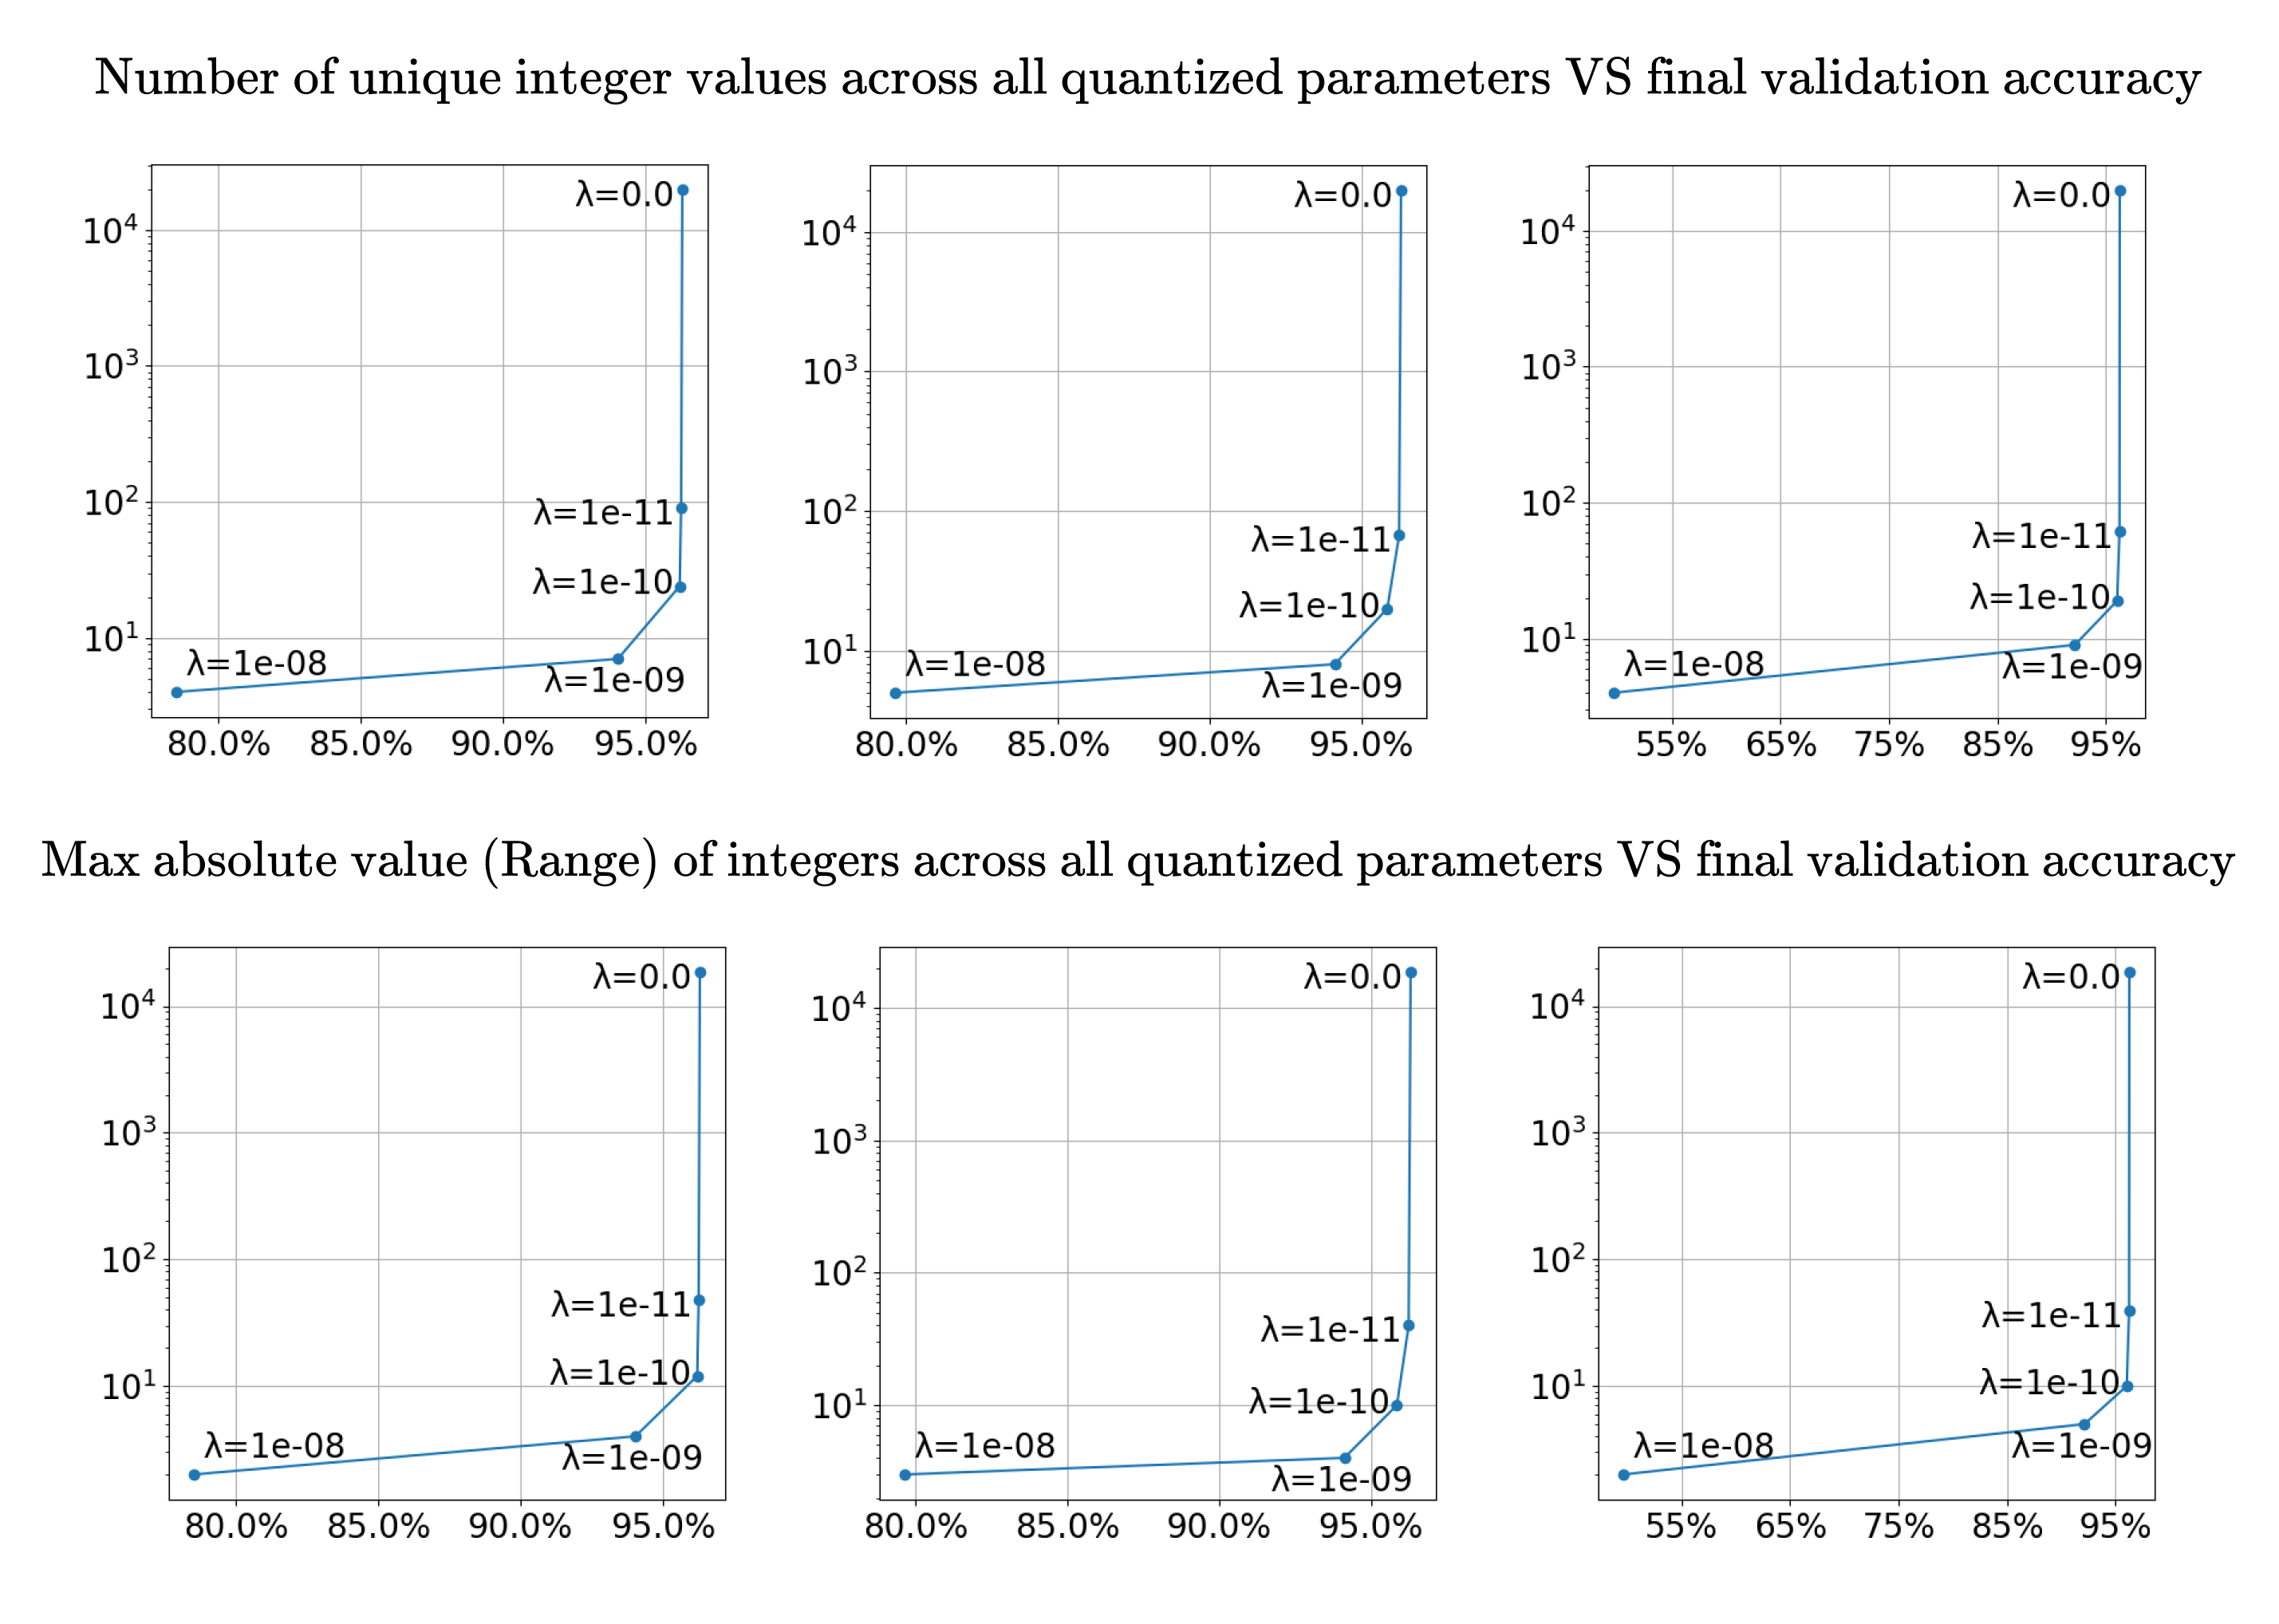 Number of unique integer values across all quantized parameters VS final validation accuracy
10⁴
10³
10²
10¹
λ=0.0
λ=1e-11
λ=1e-10
λ=1e-08
λ=1e-09
80.0% 85.0% 90.0% 95.0%
10⁴
10³
10²
10¹
λ=0.0
λ=1e-11
λ=1e-10
λ=1e-08
λ=1e-09
80.0% 85.0% 90.0% 95.0%
10⁴
10³
10²
10¹
λ=0.0
λ=1e-11
λ=1e-10
λ=1e-08
λ=1e-09
55% 65% 75% 85% 95%
Max absolute value (Range) of integers across all quantized parameters VS final validation accuracy
10⁴
10³
10²
10¹
λ=0.0
λ=1e-11
λ=1e-10
λ=1e-08
λ=1e-09
80.0% 85.0% 90.0% 95.0%
10⁴
10³
10²
10¹
λ=0.0
λ=1e-11
λ=1e-10
λ=1e-08
λ=1e-09
80.0% 85.0% 90.0% 95.0%
10⁴
10³
10²
10¹
λ=0.0
λ=1e-11
λ=1e-10
λ=1e-08
λ=1e-09
55% 65% 75% 85% 95%